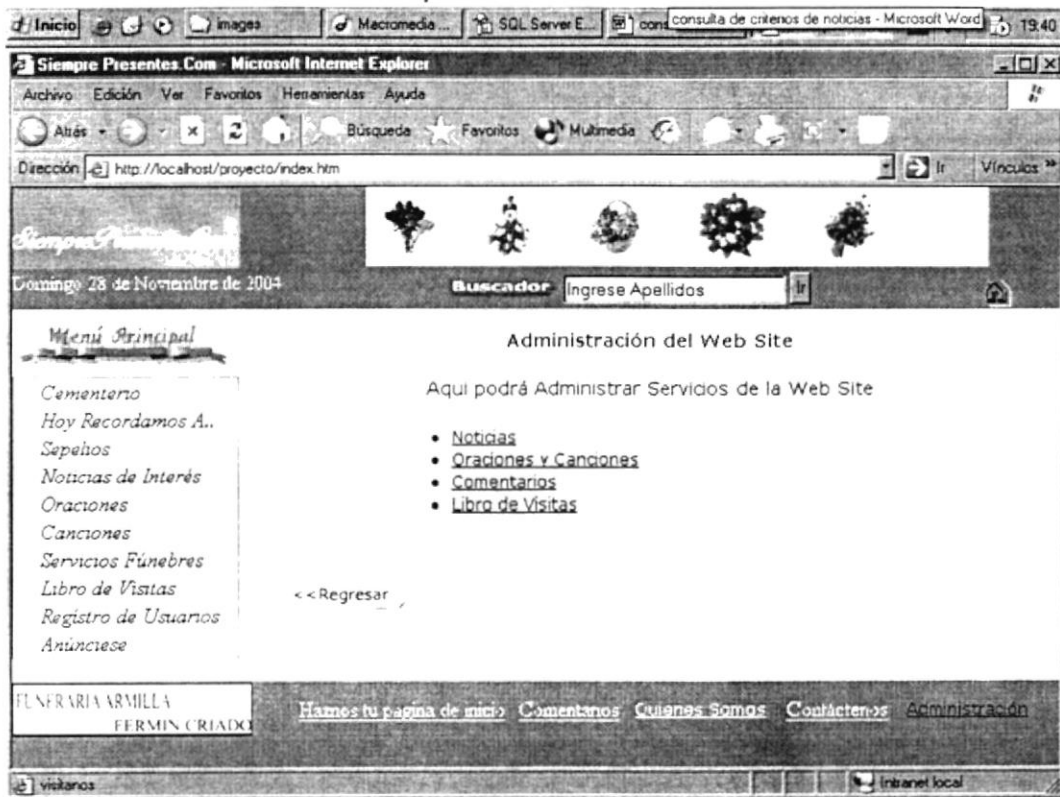 Inicio images Macromedia ... SQL Server E... cons consulta de criterios de noticias - Microsoft Word 19:40
Siempre Presentes.Com - Microsoft Internet Explorer
Archivo Edición Ver Favoritos Herramientas Ayuda
Atrás Búsqueda Favoritos Multimedia
Dirección http://localhost/proyecto/index.htm Ir Vínculos »
Domingo 28 de Noviembre de 2004
Buscador Ingrese Apellidos Ir
Menú Principal
Cementerio
Hoy Recordamos A..
Sepelios
Noticias de Interés
Oraciones
Canciones
Servicios Fúnebres
Libro de Visitas
Registro de Usuarios
Anúnciese
Administración del Web Site
Aqui podrá Administrar Servicios de la Web Site
• Noticias
• Oraciones y Canciones
• Comentarios
• Libro de Visitas
<<Regresar
FUNERARIA ARMILLA
FERMIN CRIADO
Haznos tu pagina de inicio Comentarios Quienes Somos Contáctenos Administración
visitanos Intranet local